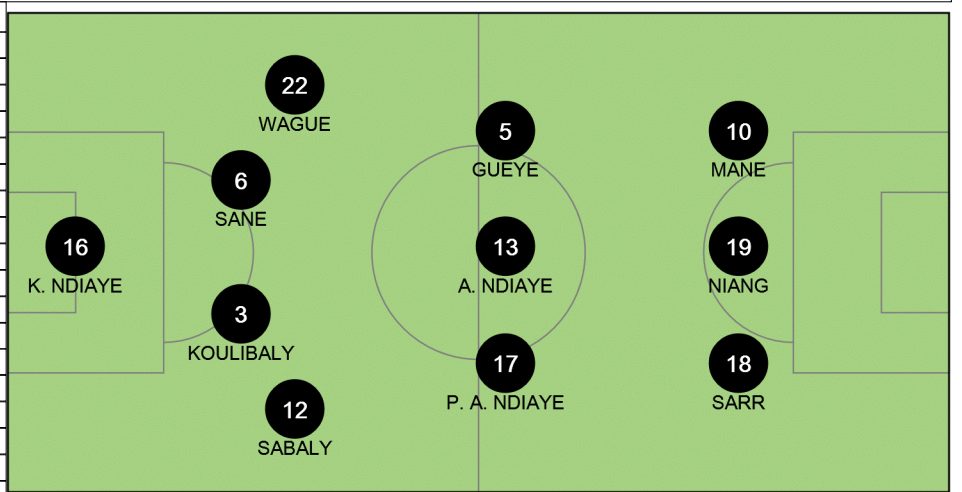 22
WAGUE
5
GUEYE
10
MANE
6
SANE
16
K. NDIAYE
13
A. NDIAYE
19
NIANG
3
KOULIBALY
17
P. A. NDIAYE
18
SARR
12
SABALY